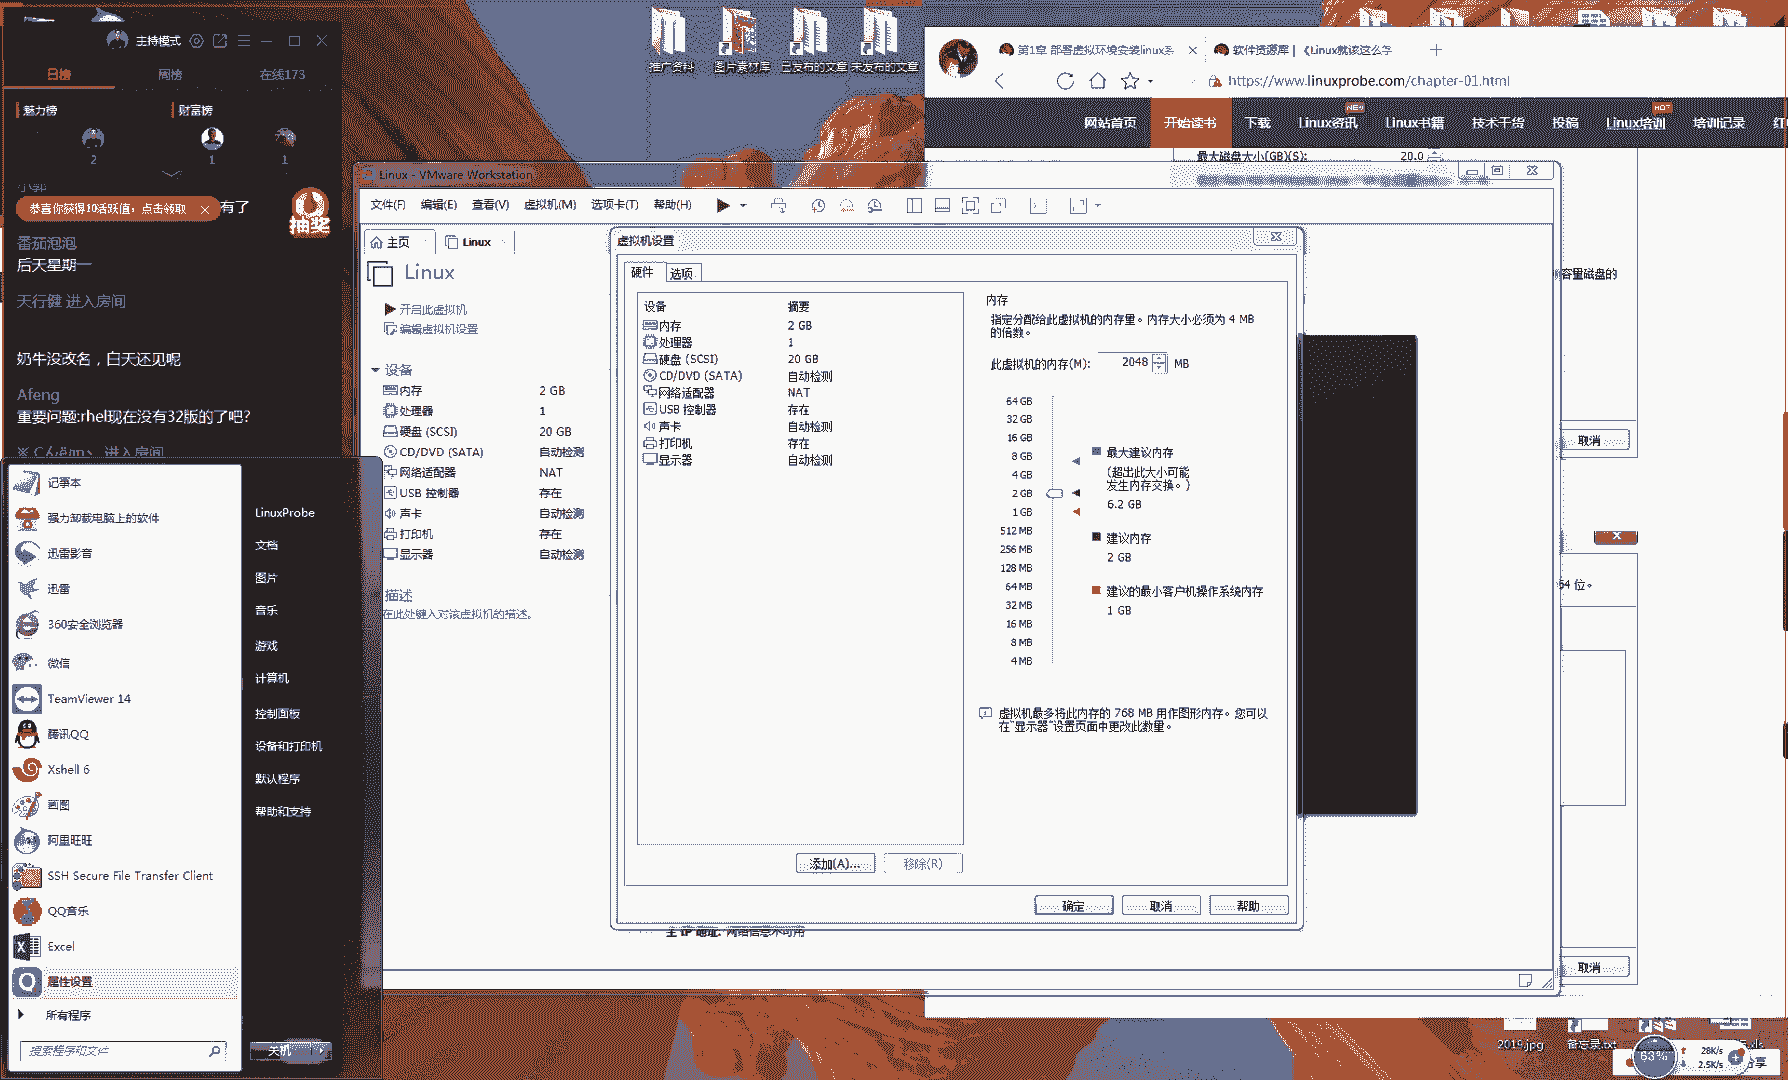 主持模式
日榜
周榜
在线173
魅力榜
财富榜
2
1
1
恭喜你获得10活跃值,点击领取
有了
抽奖
番茄泡泡
后天星期一
天行健 进入房间
奶牛没改名，白天还见呢
Afeng
重要问题:rhel现在没有32版的了吧?
进入房间
推广资料
图片素材库
已发布的文章
未发布的文章
第1章 部署虚拟环境安装linux系
软件资源库 | 《Linux就该这么学
https://www.linuxprobe.com/chapter-01.html
网站首页
开始读书
下载
Linux资讯
NEW
Linux书籍
技术干货
投稿
Linux培训
HOT
培训记录
红
最大磁盘大小(GB)(S):
20.0
Linux - VMware Workstation
文件(F)
编辑(E)
查看(V)
虚拟机(M)
选项卡(T)
帮助(H)
主页
Linux
Linux
开启此虚拟机
编辑虚拟机设置
设备
内存 2 GB
处理器 1
硬盘 (SCSI) 20 GB
CD/DVD (SATA) 自动检测
网络适配器 NAT
USB 控制器 存在
声卡 自动检测
打印机 存在
显示器 自动检测
描述
在此处键入对该虚拟机的描述。
虚拟机设置
硬件
选项
设备 摘要
内存 2 GB
处理器 1
硬盘 (SCSI) 20 GB
CD/DVD (SATA) 自动检测
网络适配器 NAT
USB 控制器 存在
声卡 自动检测
打印机 存在
显示器 自动检测
添加(A)...
移除(R)
内存
指定分配给此虚拟机的内存量。内存大小必须为 4 MB
的倍数。
此虚拟机的内存(M): 2048 MB
64 GB
32 GB
16 GB
8 GB
4 GB
2 GB
1 GB
512 MB
256 MB
128 MB
64 MB
32 MB
16 MB
8 MB
4 MB
最大建议内存
(超出此大小可能
发生内存交换。)
6.2 GB
建议内存
2 GB
建议的最小客户机操作系统内存
1 GB
虚拟机最多将此内存的 768 MB 用作图形内存。您可以
在“显示器”设置页面中更改此数量。
确定
取消
帮助
主 IP 地址: 网络信息不可用
容量磁盘的
取消
64 位。
取消
记事本
强力卸载电脑上的软件
迅雷影音
迅雷
360安全浏览器
微信
TeamViewer 14
腾讯QQ
Xshell 6
画图
阿里旺旺
SSH Secure File Transfer Client
QQ音乐
Excel
属性设置
所有程序
搜索程序和文件
LinuxProbe
文档
图片
音乐
游戏
计算机
控制面板
设备和打印机
默认程序
帮助和支持
关机
2019.jpg
备忘录.txt
.xls
63%
28K/s
2.5K/s
享